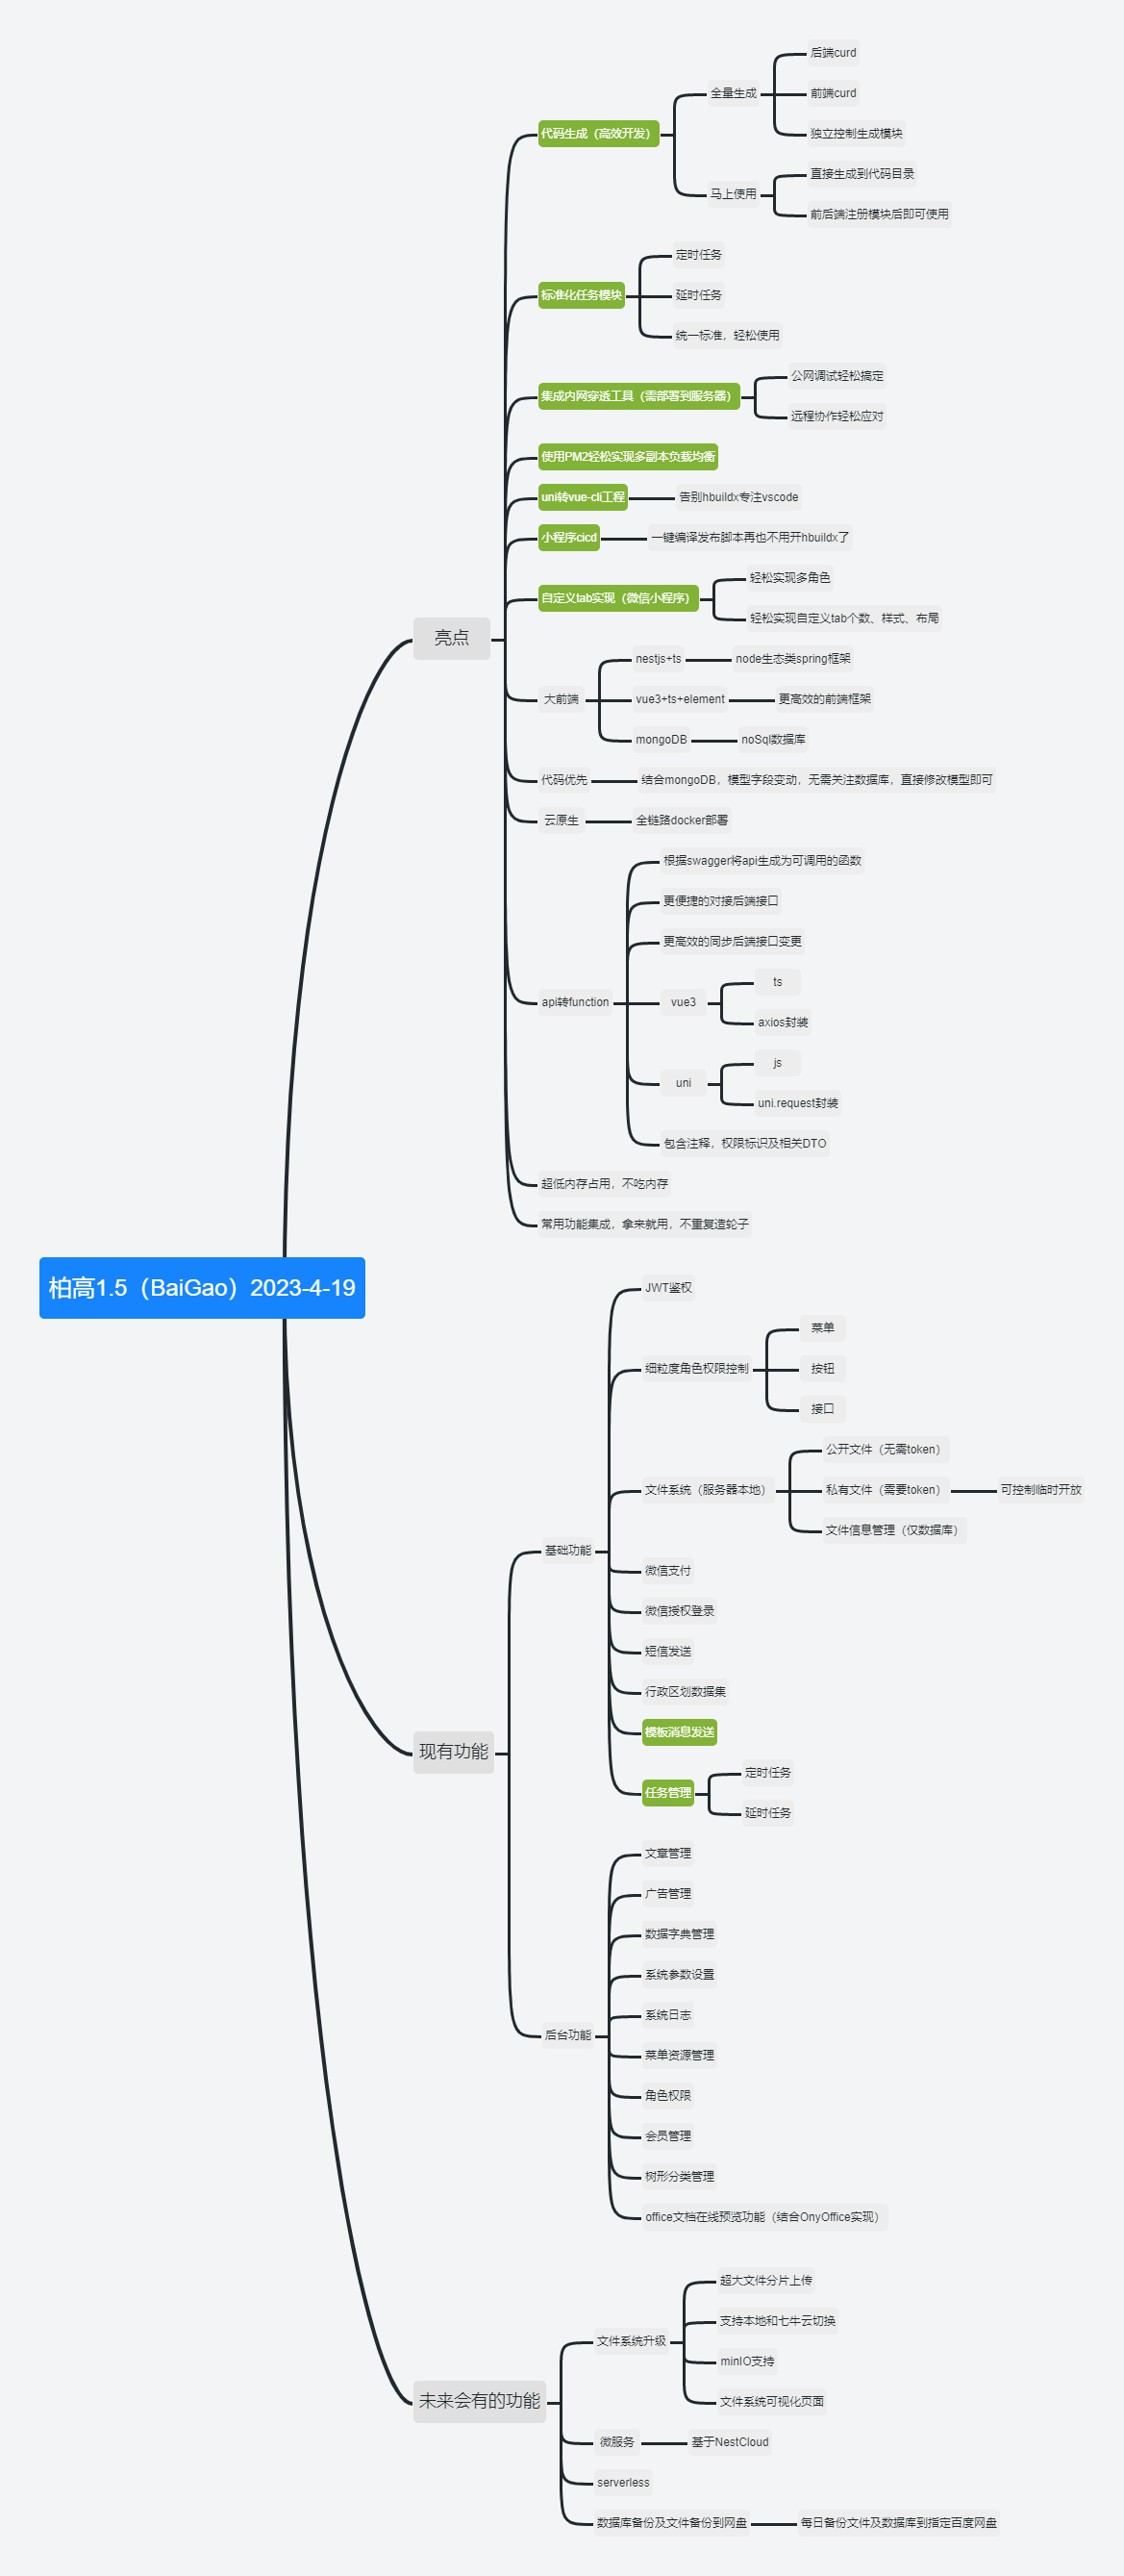 柏高1.5（BaiGao）2023-4-19
亮点
代码生成（高效开发）
全量生成
后端curd
前端curd
独立控制生成模块
马上使用
直接生成到代码目录
前后端注册模块后即可使用
标准化任务模块
定时任务
延时任务
统一标准，轻松使用
集成内网穿透工具（需部署到服务器）
公网调试轻松搞定
远程协作轻松应对
使用PM2轻松实现多副本负载均衡
uni转vue-cli工程
告别hbuildx专注vscode
小程序cicd
一键编译发布脚本再也不用开hbuildx了
自定义tab实现（微信小程序）
轻松实现多角色
轻松实现自定义tab个数、样式、布局
大前端
nestjs+ts
node生态类spring框架
vue3+ts+element
更高效的前端框架
mongoDB
noSql数据库
代码优先
结合mongoDB，模型字段变动，无需关注数据库，直接修改模型即可
云原生
全链路docker部署
api转function
根据swagger将api生成为可调用的函数
更便捷的对接后端接口
更高效的同步后端接口变更
vue3
ts
axios封装
uni
js
uni.request封装
包含注释，权限标识及相关DTO
超低内存占用，不吃内存
常用功能集成，拿来就用，不重复造轮子
现有功能
基础功能
JWT鉴权
细粒度角色权限控制
菜单
按钮
接口
文件系统（服务器本地）
公开文件（无需token）
私有文件（需要token）
可控制临时开放
文件信息管理（仅数据库）
微信支付
微信授权登录
短信发送
行政区划数据集
模板消息发送
任务管理
定时任务
延时任务
后台功能
文章管理
广告管理
数据字典管理
系统参数设置
系统日志
菜单资源管理
角色权限
会员管理
树形分类管理
office文档在线预览功能（结合OnyOffice实现）
未来会有的功能
文件系统升级
超大文件分片上传
支持本地和七牛云切换
minIO支持
文件系统可视化页面
微服务
基于NestCloud
serverless
数据库备份及文件备份到网盘
每日备份文件及数据库到指定百度网盘